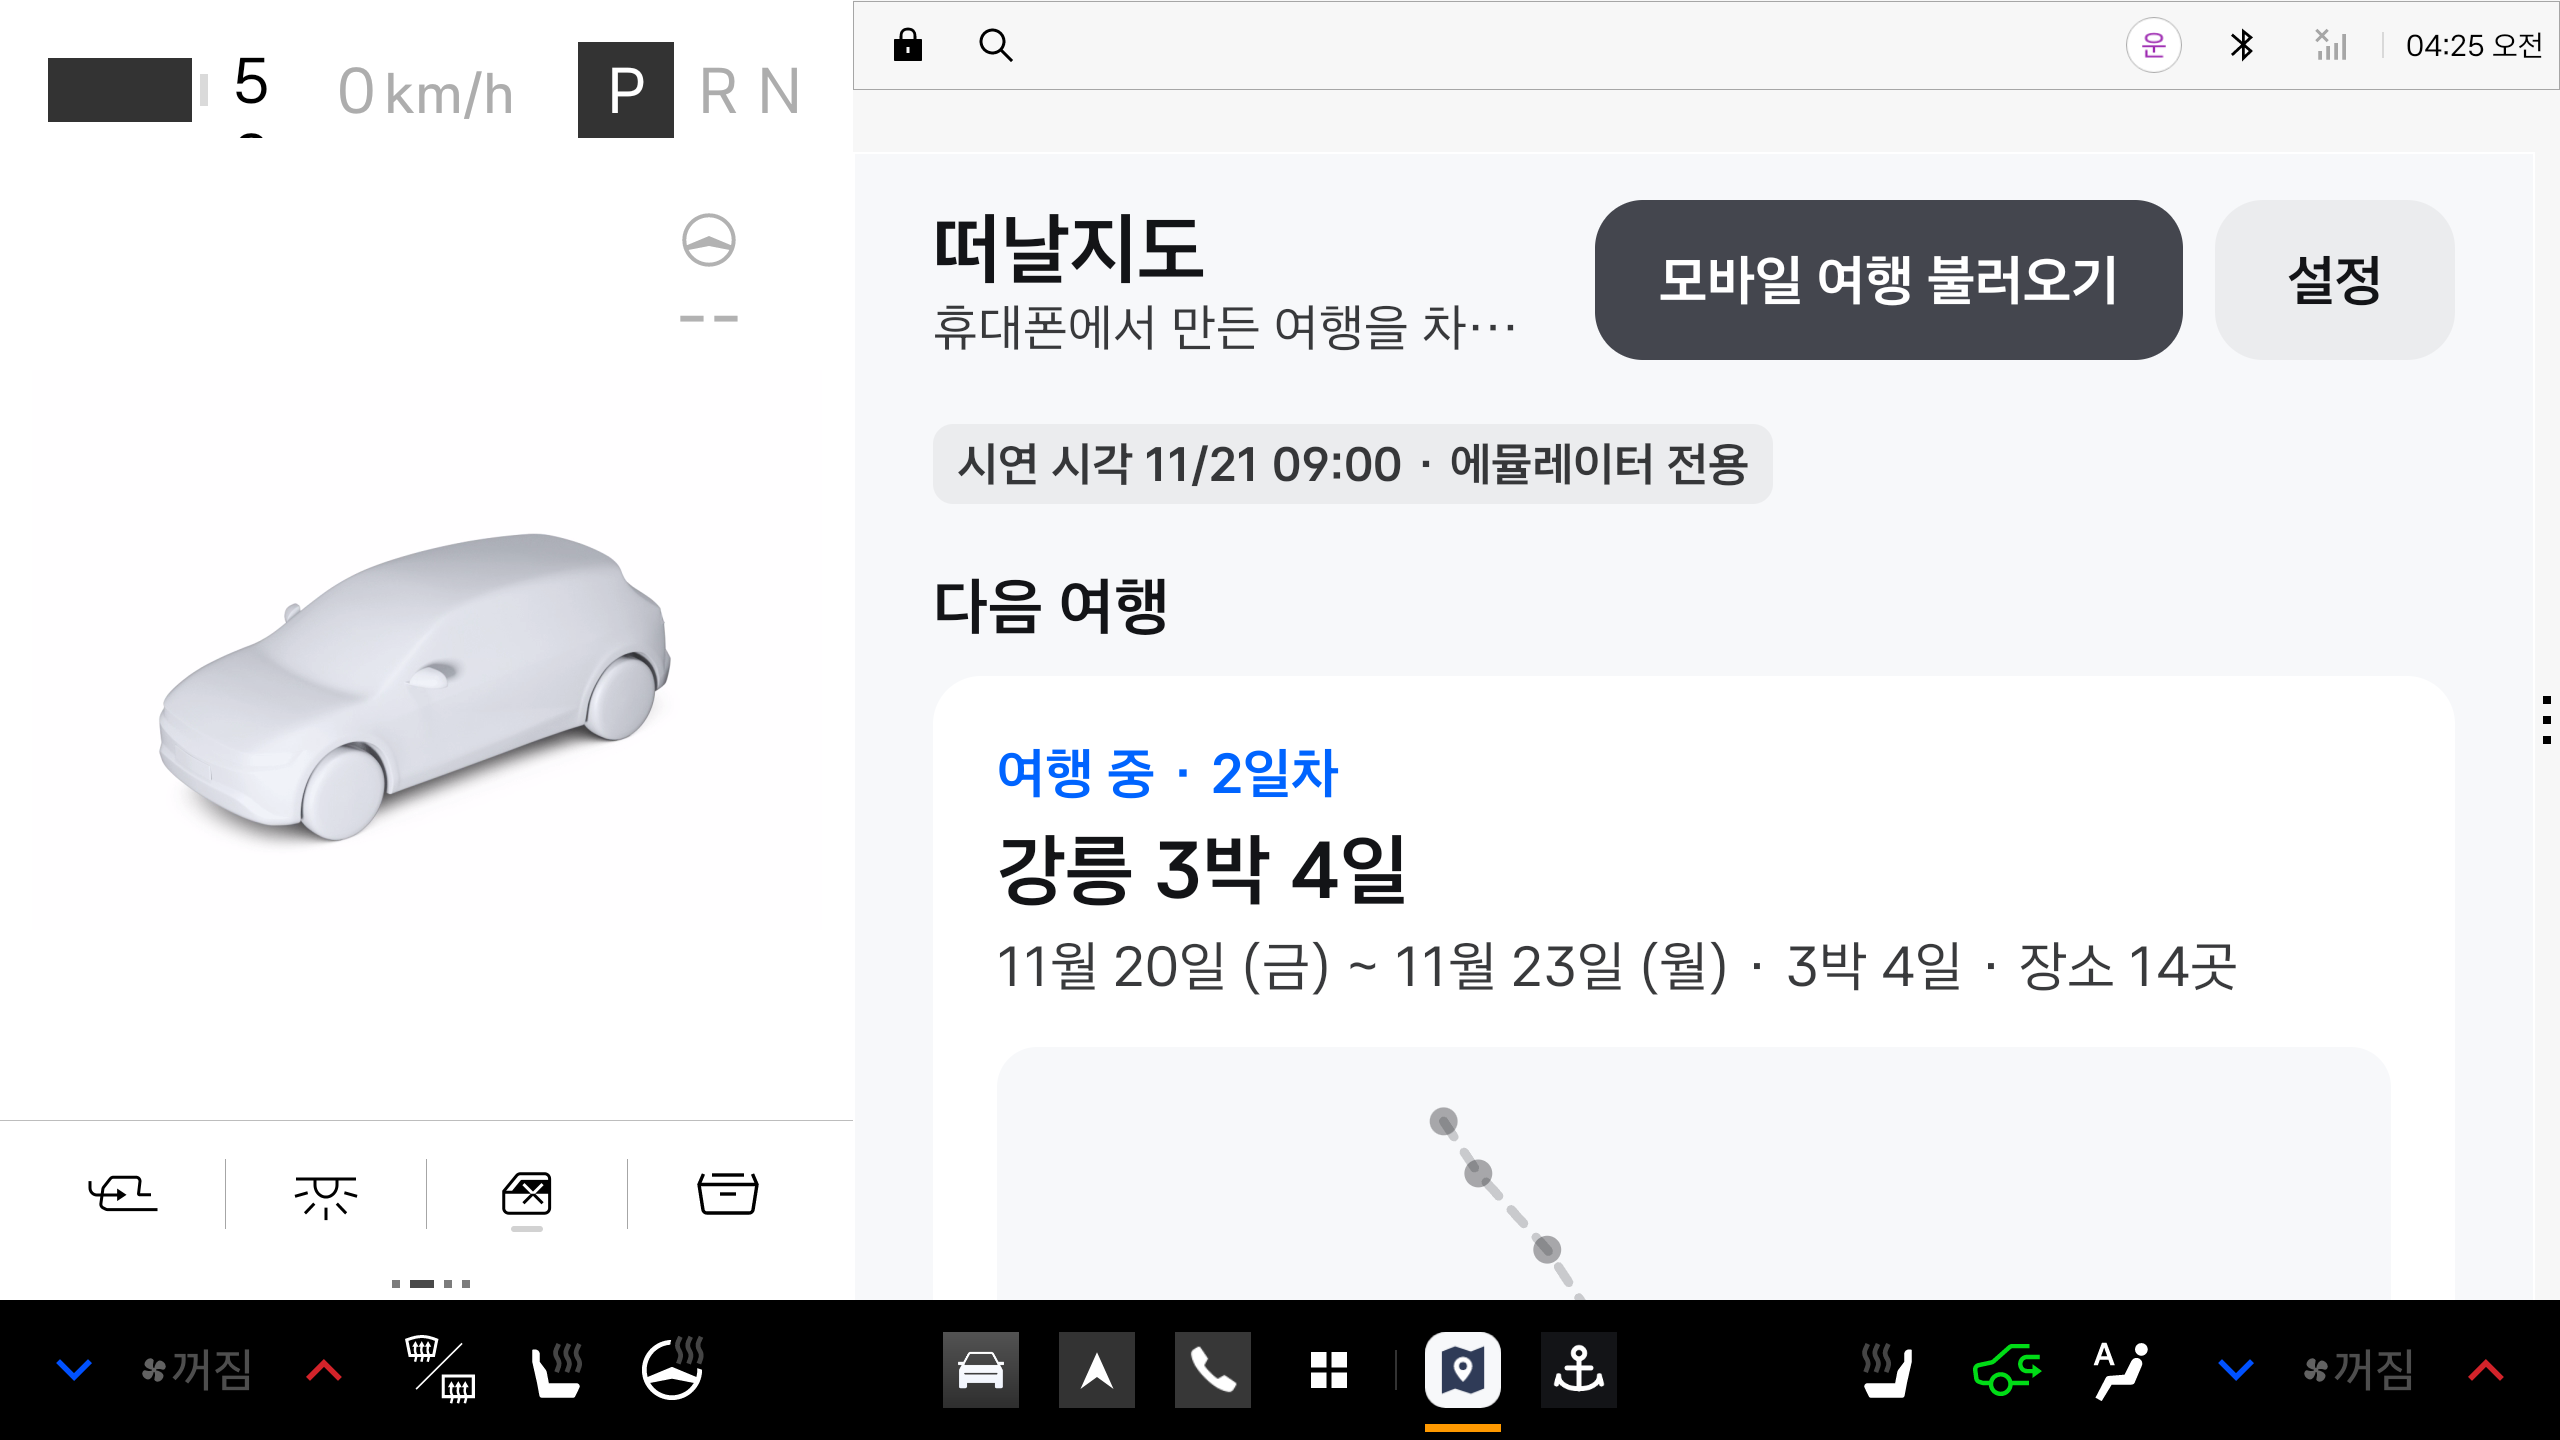 5
0 km/h
P R N
운
04:25 오전
떠날지도
휴대폰에서 만든 여행을 차…
모바일 여행 불러오기
설정
시연 시각 11/21 09:00 · 에뮬레이터 전용
다음 여행
여행 중 · 2일차
강릉 3박 4일
11월 20일 (금) ~ 11월 23일 (월) · 3박 4일 · 장소 14곳
꺼짐
A
꺼짐